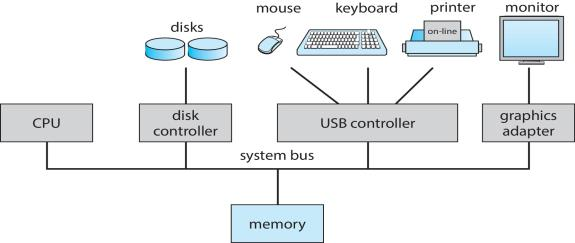 mouse
keyboard
printer
monitor
disks
on-line
CPU
disk
controller
USB controller
graphics
adapter
system bus
memory